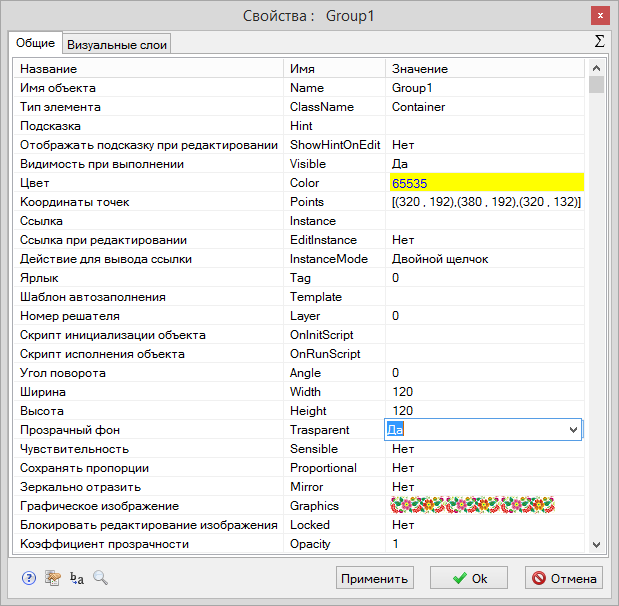 Свойства : Group1
x
Общие Визуальные слои Σ
Название Имя Значение
Имя объекта Name Group1
Тип элемента ClassName Container
Подсказка Hint
Отображать подсказку при редактировании ShowHintOnEdit Нет
Видимость при выполнении Visible Да
Цвет Color 65535
Координаты точек Points [(320 , 192),(380 , 192),(320 , 132)]
Ссылка Instance
Ссылка при редактировании EditInstance Нет
Действие для вывода ссылки InstanceMode Двойной щелчок
Ярлык Tag 0
Шаблон автозаполнения Template
Номер решателя Layer 0
Скрипт инициализации объекта OnInitScript
Скрипт исполнения объекта OnRunScript
Угол поворота Angle 0
Ширина Width 120
Высота Height 120
Прозрачный фон Trasparent Да
Чувствительность Sensible Нет
Сохранять пропорции Proportional Нет
Зеркально отразить Mirror Нет
Графическое изображение Graphics
Блокировать редактирование изображения Locked Нет
Коэффициент прозрачности Opacity 1
? ba Применить Ok Отмена